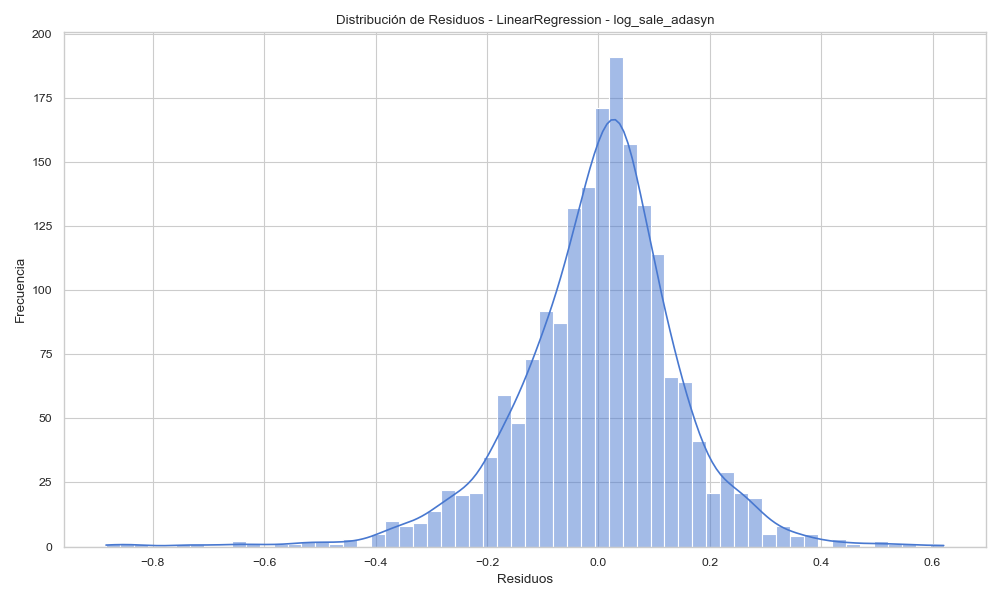 Distribución de Residuos - LinearRegression - log_sale_adasyn
200
175
150
125
100
75
50
25
0
Frecuencia
−0.8 −0.6 −0.4 −0.2 0.0 0.2 0.4 0.6
Residuos